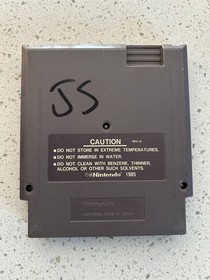 JS
CAUTION
• DO NOT STORE IN EXTREME TEMPERATURES.
• DO NOT IMMERSE IN WATER.
• DO NOT CLEAN WITH BENZENE, THINNER,
ALCOHOL OR OTHER SUCH SOLVENTS.
©®Nintendo 1985
Nintendo